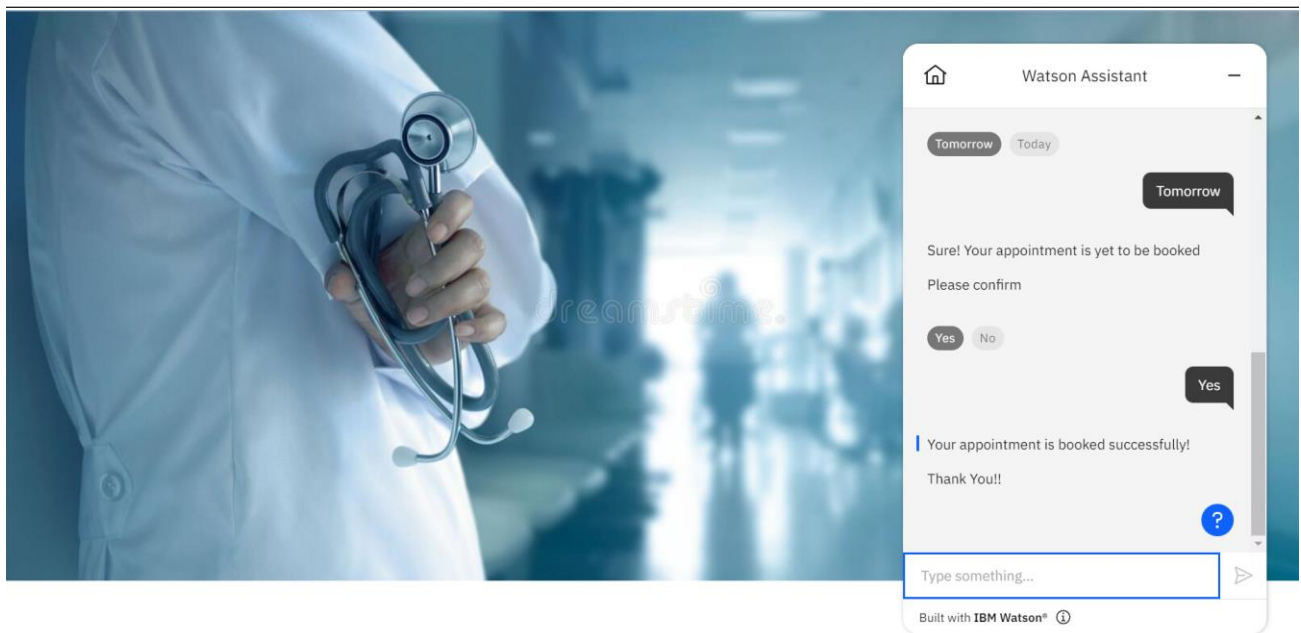 Watson Assistant
Tomorrow Today
Tomorrow
Sure! Your appointment is yet to be booked
Please confirm
Yes No
Yes
Your appointment is booked successfully!
Thank You!!
?
dreamstime.
Type something...
Built with IBM Watson®